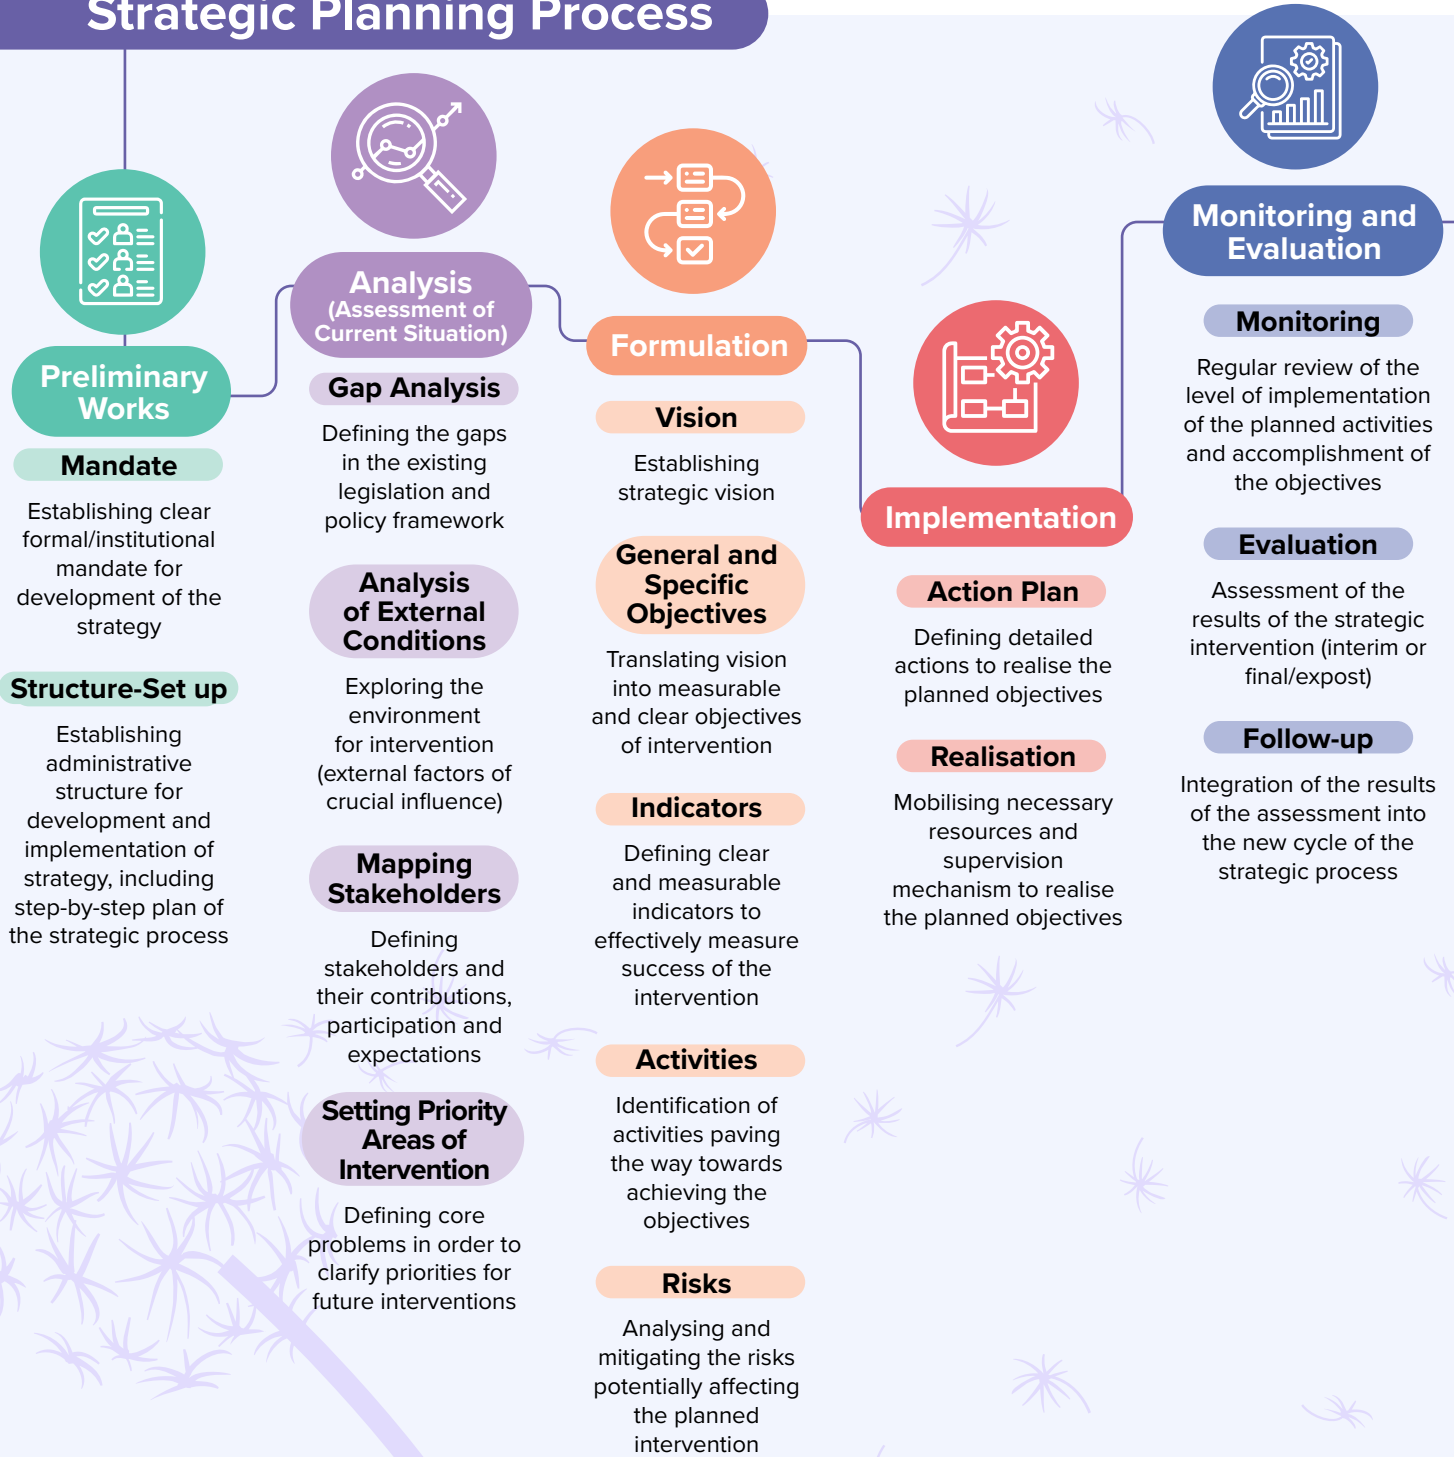 Strategic Planning Process
Preliminary
Works
Mandate
Establishing clear
formal/institutional
mandate for
development of the
strategy
Structure-Set up
Establishing
administrative
structure for
development and
implementation of
strategy, including
step-by-step plan of
the strategic process
Analysis
(Assessment of
Current Situation)
Gap Analysis
Defining the gaps
in the existing
legislation and
policy framework
Analysis
of External
Conditions
Exploring the
environment
for intervention
(external factors of
crucial influence)
Mapping
Stakeholders
Defining
stakeholders and
their contributions,
participation and
expectations
Setting Priority
Areas of
Intervention
Defining core
problems in order to
clarify priorities for
future interventions
Formulation
Vision
Establishing
strategic vision
General and
Specific
Objectives
Translating vision
into measurable
and clear objectives
of intervention
Indicators
Defining clear
and measurable
indicators to
effectively measure
success of the
intervention
Activities
Identification of
activities paving
the way towards
achieving the
objectives
Risks
Analysing and
mitigating the risks
potentially affecting
the planned
intervention
Implementation
Action Plan
Defining detailed
actions to realise the
planned objectives
Realisation
Mobilising necessary
resources and
supervision
mechanism to realise
the planned objectives
Monitoring and
Evaluation
Monitoring
Regular review of the
level of implementation
of the planned activities
and accomplishment of
the objectives
Evaluation
Assessment of the
results of the strategic
intervention (interim or
final/expost)
Follow-up
Integration of the results
of the assessment into
the new cycle of the
strategic process